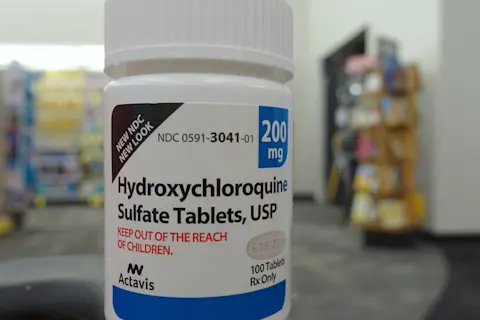 NEW NDC
NEW LOOK
NDC 0591-3041-01
200
mg
Hydroxychloroquine
Sulfate Tablets, USP
KEEP OUT OF THE REACH
OF CHILDREN.
Actavis
100 Tablets
Rx Only